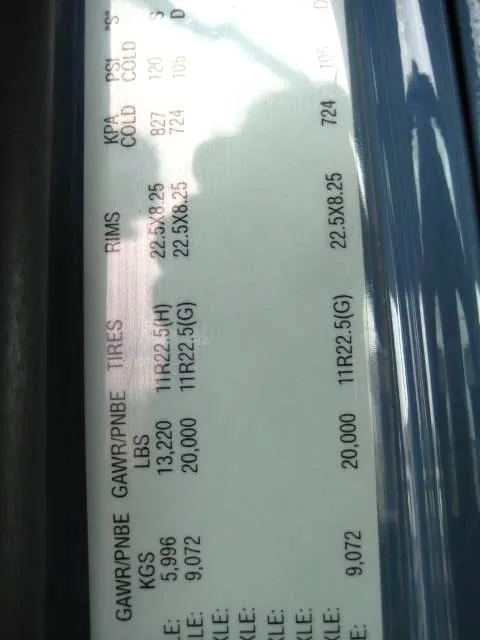 GAWR/PNBE GAWR/PNBE TIRES RIMS KPA PSI "S"
KGS LBS COLD COLD
LE: 5,996 13,220 11R22.5(H) 22.5X8.25 827 120 S
LE: 9,072 20,000 11R22.5(G) 22.5X8.25 724 105 D
KLE:
KLE:
KLE:
KLE:
E: 9,072 20,000 11R22.5(G) 22.5X8.25 724 105 D